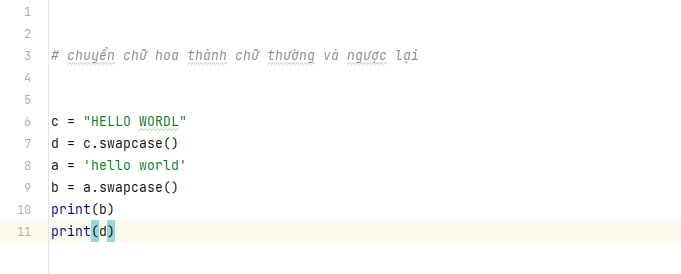 1
2
3 # chuyển chữ hoa thành chữ thường và ngược lại
4
5
6 c = "HELLO WORDL"
7 d = c.swapcase()
8 a = 'hello world'
9 b = a.swapcase()
10 print(b)
11 print(d)